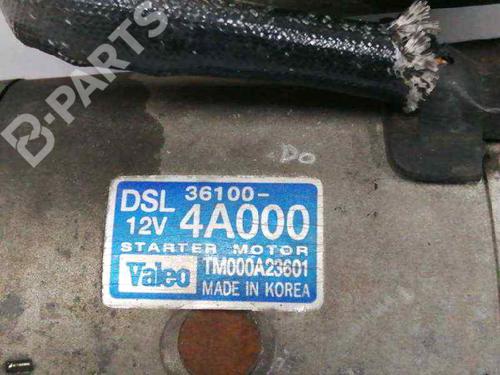 B-PARTS
DO
DSL 36100-
12V 4A000
STARTER MOTOR
Valeo TM000A23601
MADE IN KOREA